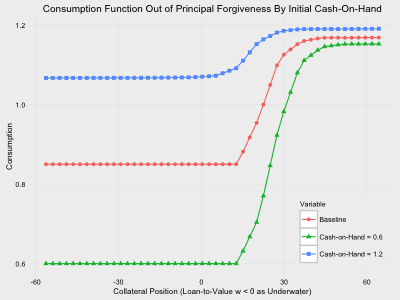 Consumption Function Out of Principal Forgiveness By Initial Cash-On-Hand
1.2
1.0
0.8
0.6
Consumption
-60
-30
0
30
60
Collateral Position (Loan-to-Value w < 0 as Underwater)
Variable
Baseline
Cash-on-Hand = 0.6
Cash-on-Hand = 1.2